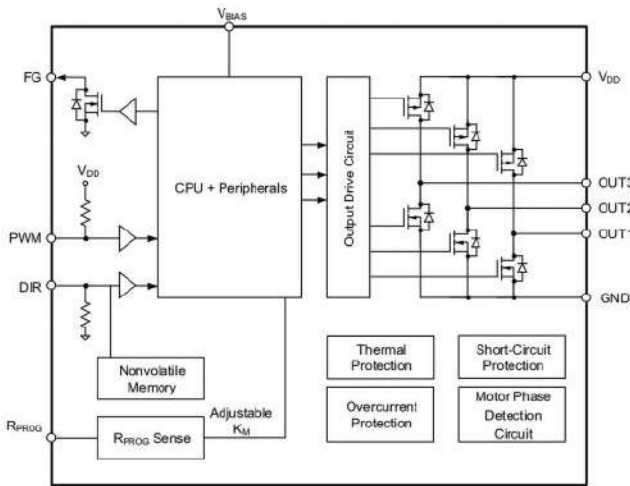 VBIAS
FG
VDD
VDD
CPU + Peripherals
Output Drive Circuit
OUT3
OUT2
OUT1
PWM
DIR
GND
Nonvolatile
Memory
Thermal
Protection
Short-Circuit
Protection
Adjustable
KM
RPROG
RPROG Sense
Overcurrent
Protection
Motor Phase
Detection
Circuit